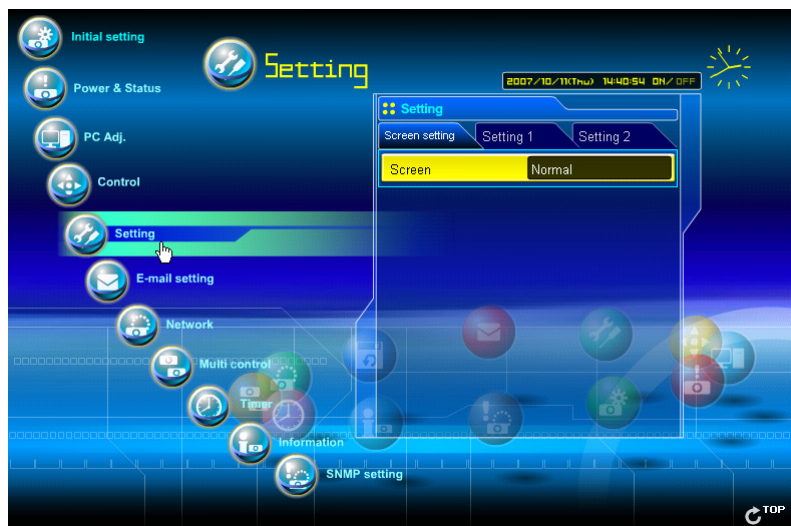 Initial setting
Power & Status
PC Adj.
Control
Setting
E-mail setting
Network
Multi control
Timer
Information
SNMP setting
Setting
2007/10/11(Thu) 14:40:54 ON/OFF
Setting
Screen setting
Setting 1
Setting 2
Screen
Normal
TOP